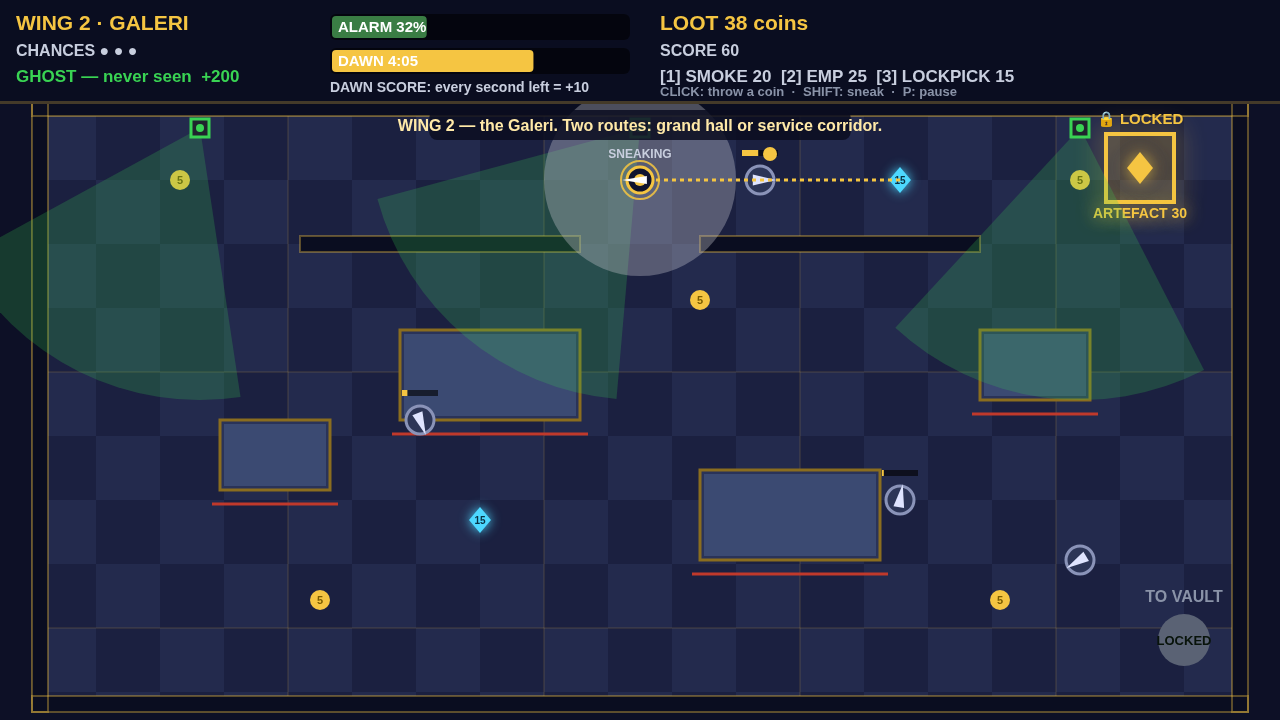 WING 2 · GALERI
CHANCES ● ● ●
GHOST — never seen +200
ALARM 32%
DAWN 4:05
DAWN SCORE: every second left = +10
LOOT 38 coins
SCORE 60
[1] SMOKE 20 [2] EMP 25 [3] LOCKPICK 15
CLICK: throw a coin · SHIFT: sneak · P: pause
WING 2 — the Galeri. Two routes: grand hall or service corridor.
🔒 LOCKED
SNEAKING
5
15
5
ARTEFACT 30
5
15
5
5
TO VAULT
LOCKED